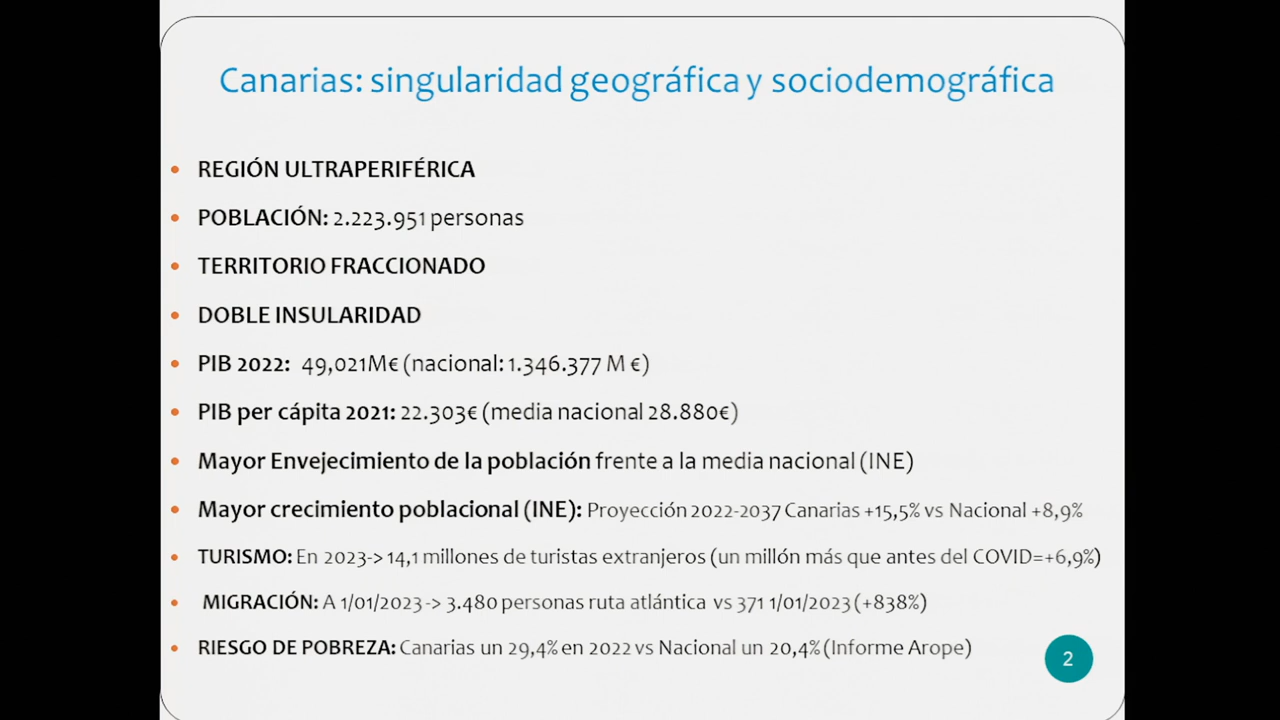 Canarias: singularidad geográfica y sociodemográfica
• REGIÓN ULTRAPERIFÉRICA
• POBLACIÓN: 2.223.951 personas
• TERRITORIO FRACCIONADO
• DOBLE INSULARIDAD
• PIB 2022: 49,021M€ (nacional: 1.346.377 M €)
• PIB per cápita 2021: 22.303€ (media nacional 28.880€)
• Mayor Envejecimiento de la población frente a la media nacional (INE)
• Mayor crecimiento poblacional (INE): Proyección 2022-2037 Canarias +15,5% vs Nacional +8,9%
• TURISMO: En 2023-> 14,1 millones de turistas extranjeros (un millón más que antes del COVID=+6,9%)
• MIGRACIÓN: A 1/01/2023 -> 3.480 personas ruta atlántica vs 371 1/01/2023 (+838%)
• RIESGO DE POBREZA: Canarias un 29,4% en 2022 vs Nacional un 20,4% (Informe Arope)
2